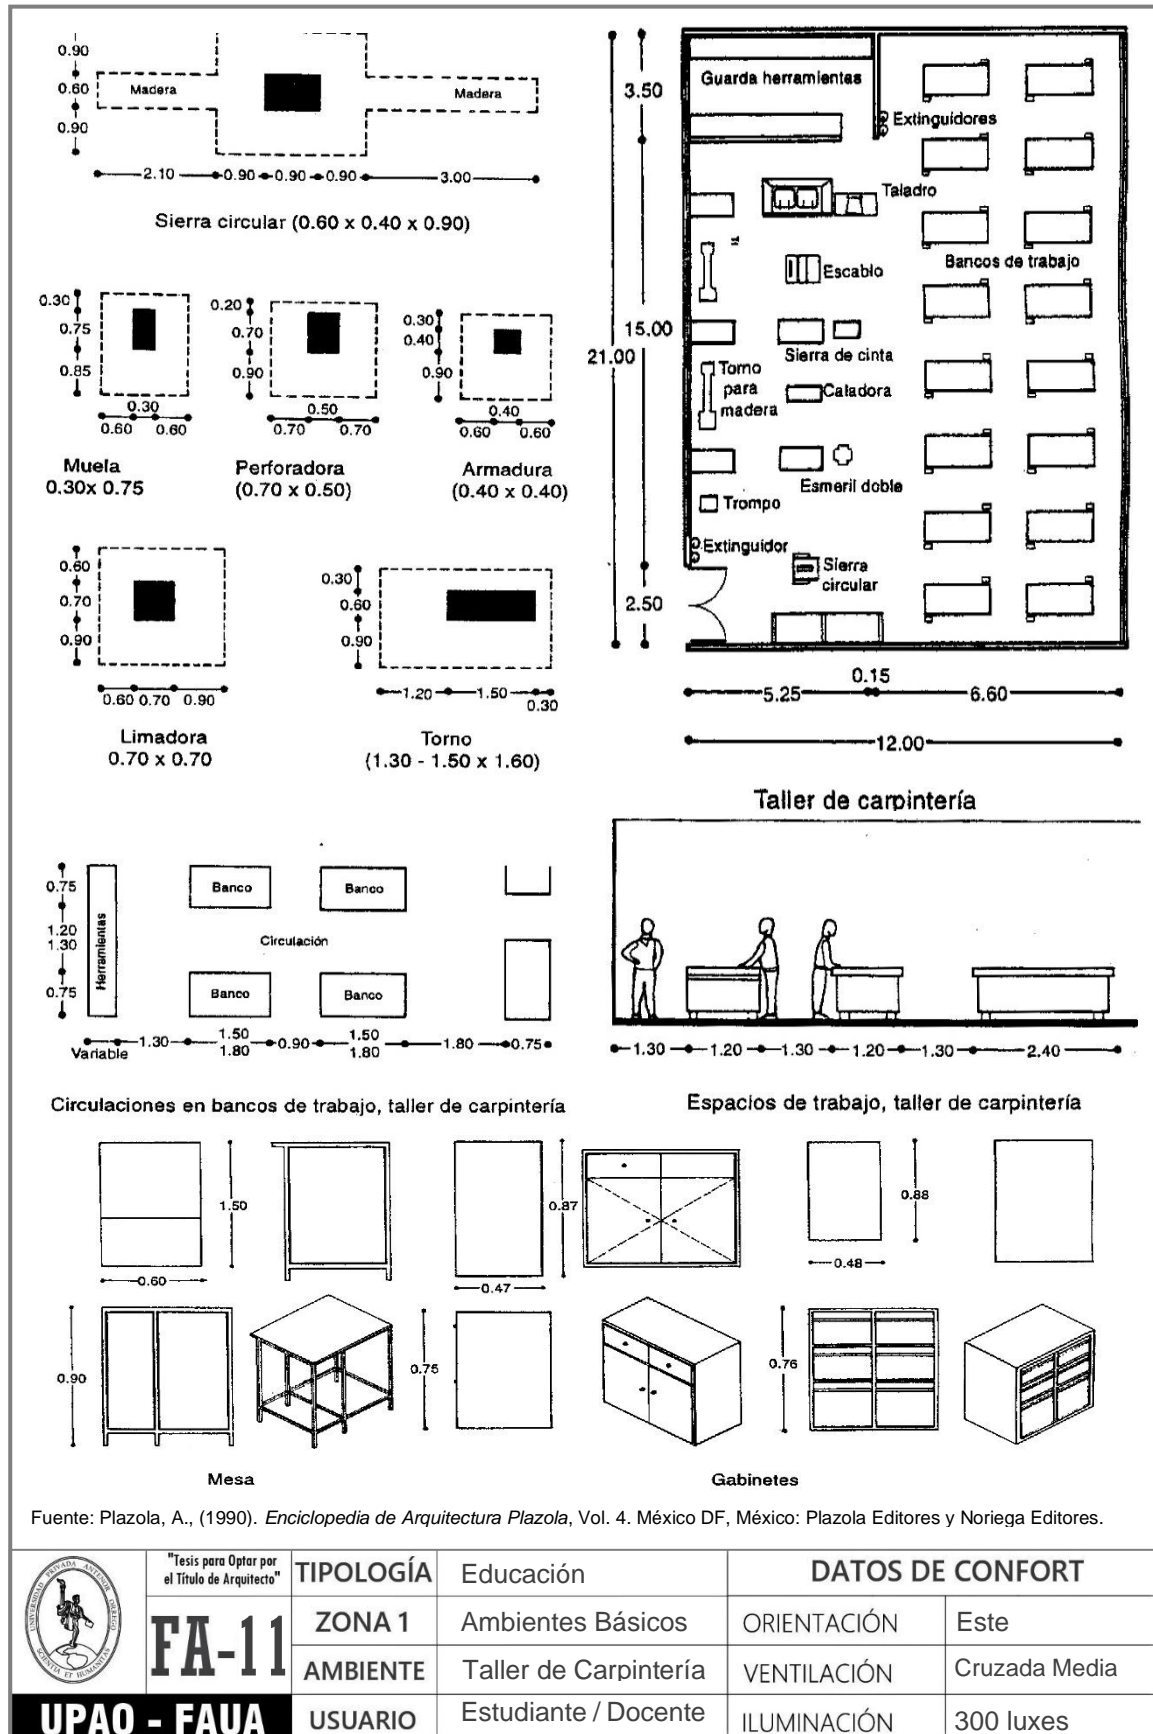 0.90
0.60
0.90
Madera
Madera
2.10 0.90 0.90 0.90 3.00
Sierra circular (0.60 x 0.40 x 0.90)
0.30
0.75
0.85
0.30
0.60 0.60
Muela
0.30x 0.75
0.20
0.70
0.90
0.50
0.70 0.70
Perforadora
(0.70 x 0.50)
0.30
0.40
0.90
0.40
0.60 0.60
Armadura
(0.40 x 0.40)
0.60
0.70
0.90
0.60 0.70 0.90
Limadora
0.70 x 0.70
0.30
0.60
0.90
1.20 1.50
0.30
Torno
(1.30 - 1.50 x 1.60)
3.50
15.00
21.00
2.50
Guarda herramientas
Extinguidores
Taladro
Escablo
Bancos de trabajo
Sierra de cinta
Torno
para
madera
Caladora
Esmeril doble
Trompo
Extinguidor
Sierra
circular
0.15
5.25 6.60
12.00
Taller de carpintería
0.75
1.20
1.30
0.75
Herramientas
Banco
Banco
Circulación
Banco
Banco
Variable
1.30
1.50
1.80
0.90
1.50
1.80
1.80
0.75
Circulaciones en bancos de trabajo, taller de carpintería
1.30 1.20 1.30 1.20 1.30 2.40
Espacios de trabajo, taller de carpintería
1.50
0.60
0.87
0.47
0.88
0.48
0.90
0.75
0.76
Mesa
Gabinetes
Fuente: Plazola, A., (1990). Enciclopedia de Arquitectura Plazola, Vol. 4. México DF, México: Plazola Editores y Noriega Editores.
UNIVERSIDAD PRIVADA ANTENOR ORREGO
SCIENTIA ET HUMANITAS
"Tesis para Optar por
el Título de Arquitecto"
FA-11
UPAO - FAUA
TIPOLOGÍA Educación
ZONA 1 Ambientes Básicos
AMBIENTE Taller de Carpintería
USUARIO Estudiante / Docente
DATOS DE CONFORT
ORIENTACIÓN Este
VENTILACIÓN Cruzada Media
ILUMINACIÓN 300 luxes